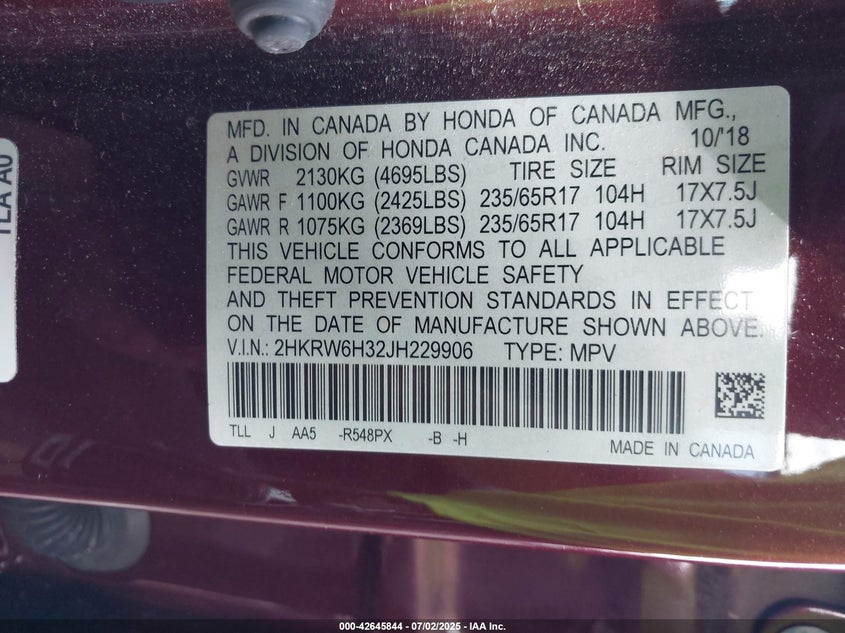 MFD. IN CANADA BY HONDA OF CANADA MFG.,
A DIVISION OF HONDA CANADA INC. 10/'18
GVWR 2130KG (4695LBS) TIRE SIZE RIM SIZE
GAWR F 1100KG (2425LBS) 235/65R17 104H 17X7.5J
GAWR R 1075KG (2369LBS) 235/65R17 104H 17X7.5J
THIS VEHICLE CONFORMS TO ALL APPLICABLE
FEDERAL MOTOR VEHICLE SAFETY
AND THEFT PREVENTION STANDARDS IN EFFECT
ON THE DATE OF MANUFACTURE SHOWN ABOVE.
V.I.N.: 2HKRW6H32JH229906 TYPE: MPV
TLL J AA5 -R548PX -B -H
MADE IN CANADA
TLA A0
000-42645844 / 07/02/2025 - IAA Inc.